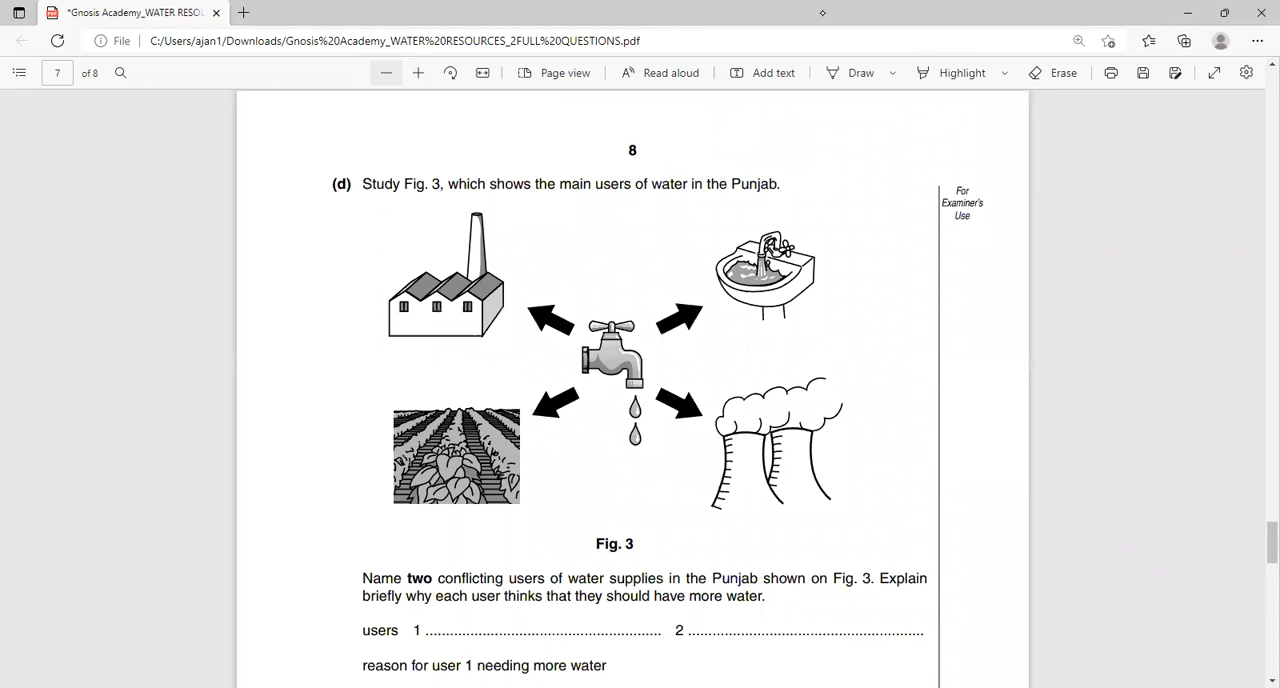 *Gnosis Academy_WATER RESOU
File C:/Users/ajan1/Downloads/Gnosis%20Academy_WATER%20RESOURCES_2FULL%20QUESTIONS.pdf
7 of 8 Page view Read aloud Add text Draw Highlight Erase
8
(d) Study Fig. 3, which shows the main users of water in the Punjab.
For
Examiner's
Use
Fig. 3
Name two conflicting users of water supplies in the Punjab shown on Fig. 3. Explain
briefly why each user thinks that they should have more water.
users 1 ......................................................... 2 .........................................................
reason for user 1 needing more water